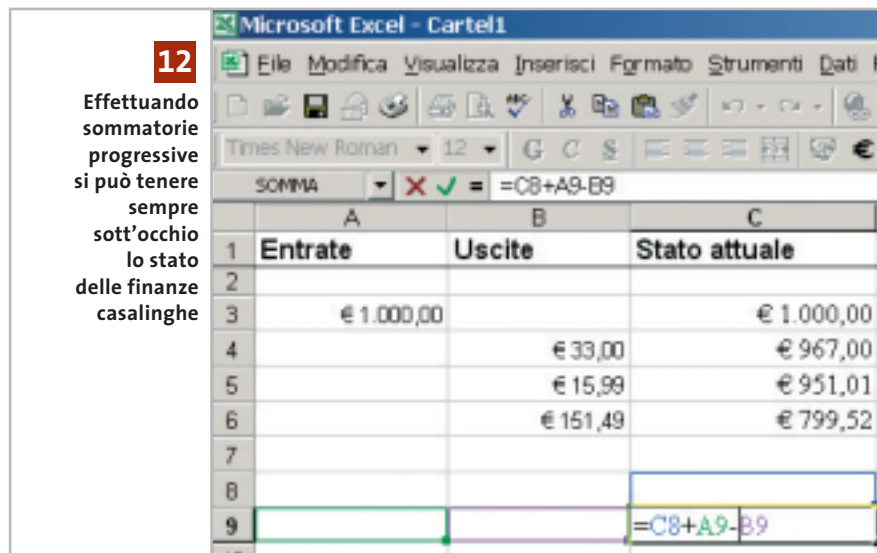 12
Effettuando
sommatorie
progressive
si può tenere
sempre
sott'occhio
lo stato
delle finanze
casalinghe
Microsoft Excel - Cartel1
File Modifica Visualizza Inserisci Formato Strumenti Dati
Times New Roman 12 G C S €
SOMMA = =C8+A9-B9
A B C
1 Entrate Uscite Stato attuale
2
3 € 1.000,00 € 1.000,00
4 € 33,00 € 967,00
5 € 15,99 € 951,01
6 € 151,49 € 799,52
7
8
9 =C8+A9-B9